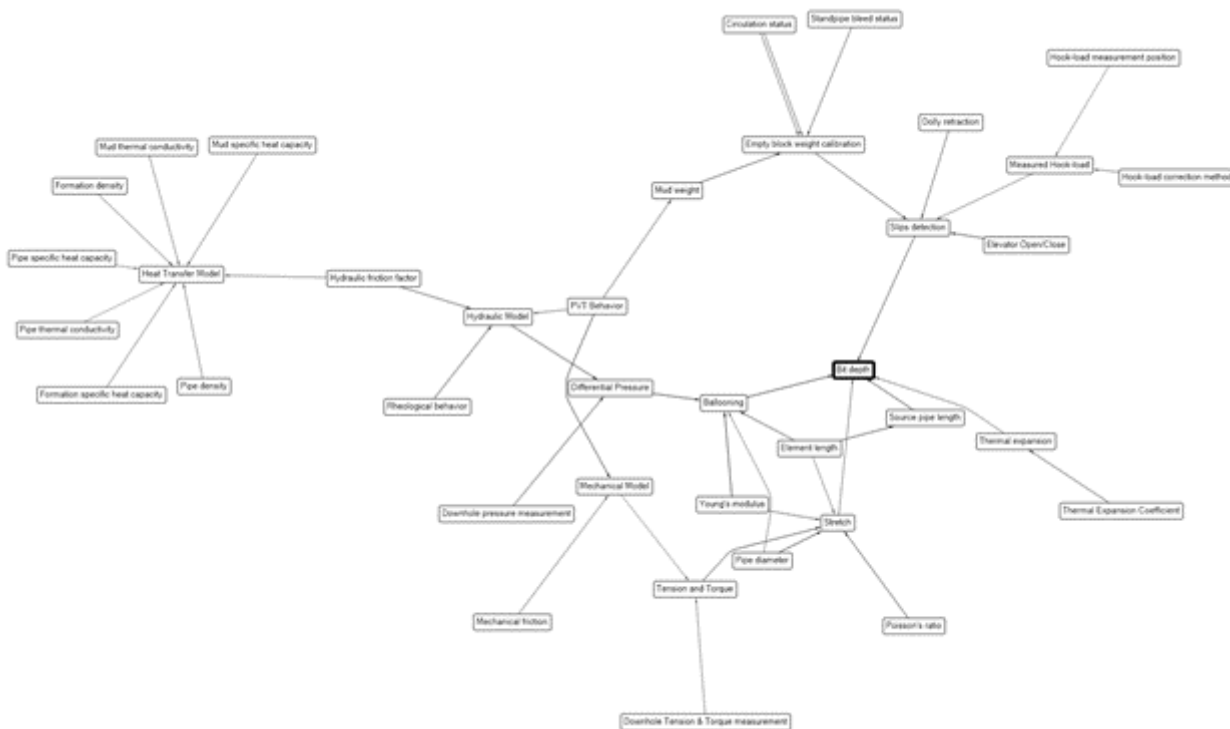 Circulation status
Standpipe bleed status
Hook-load measurement position
Dolly retraction
Mud thermal conductivity
Mud specific heat capacity
Empty block weight calibration
Measured Hook-load
Hook-load correction method
Formation density
Mud weight
Slips detection
Elevator Open/Close
Pipe specific heat capacity
Heat Transfer Model
Hydraulic friction factor
PVT Behavior
Hydraulic Model
Pipe thermal conductivity
Bit depth
Pipe density
Differential Pressure
Formation specific heat capacity
Rheological behavior
Ballooning
Source pipe length
Element length
Thermal expansion
Mechanical Model
Young's modulus
Downhole pressure measurement
Thermal Expansion Coefficient
Stretch
Pipe diameter
Tension and Torque
Mechanical friction
Poisson's ratio
Downhole Tension & Torque measurement